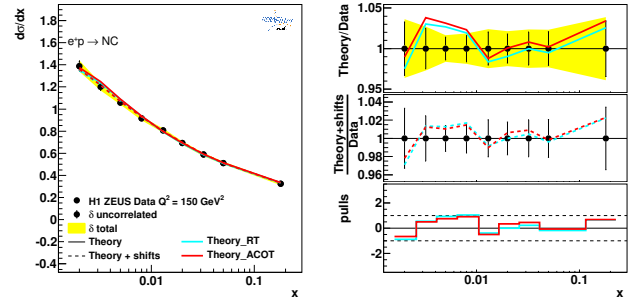 dσ/dx
e⁺p → NC
1.8
1.6
1.4
1.2
1
0.8
0.6
0.4
0.2
0
-0.2
-0.4
H1 ZEUS Data Q² = 150 GeV²
δ uncorrelated
δ total
Theory
Theory + shifts
Theory_RT
Theory_ACOT
0.01
0.1
x
Theory/Data
1.05
1
0.95
Theory+shifts
Data
1.04
1.02
1
0.98
0.96
pulls
2
0
-2
0.01
0.1
x